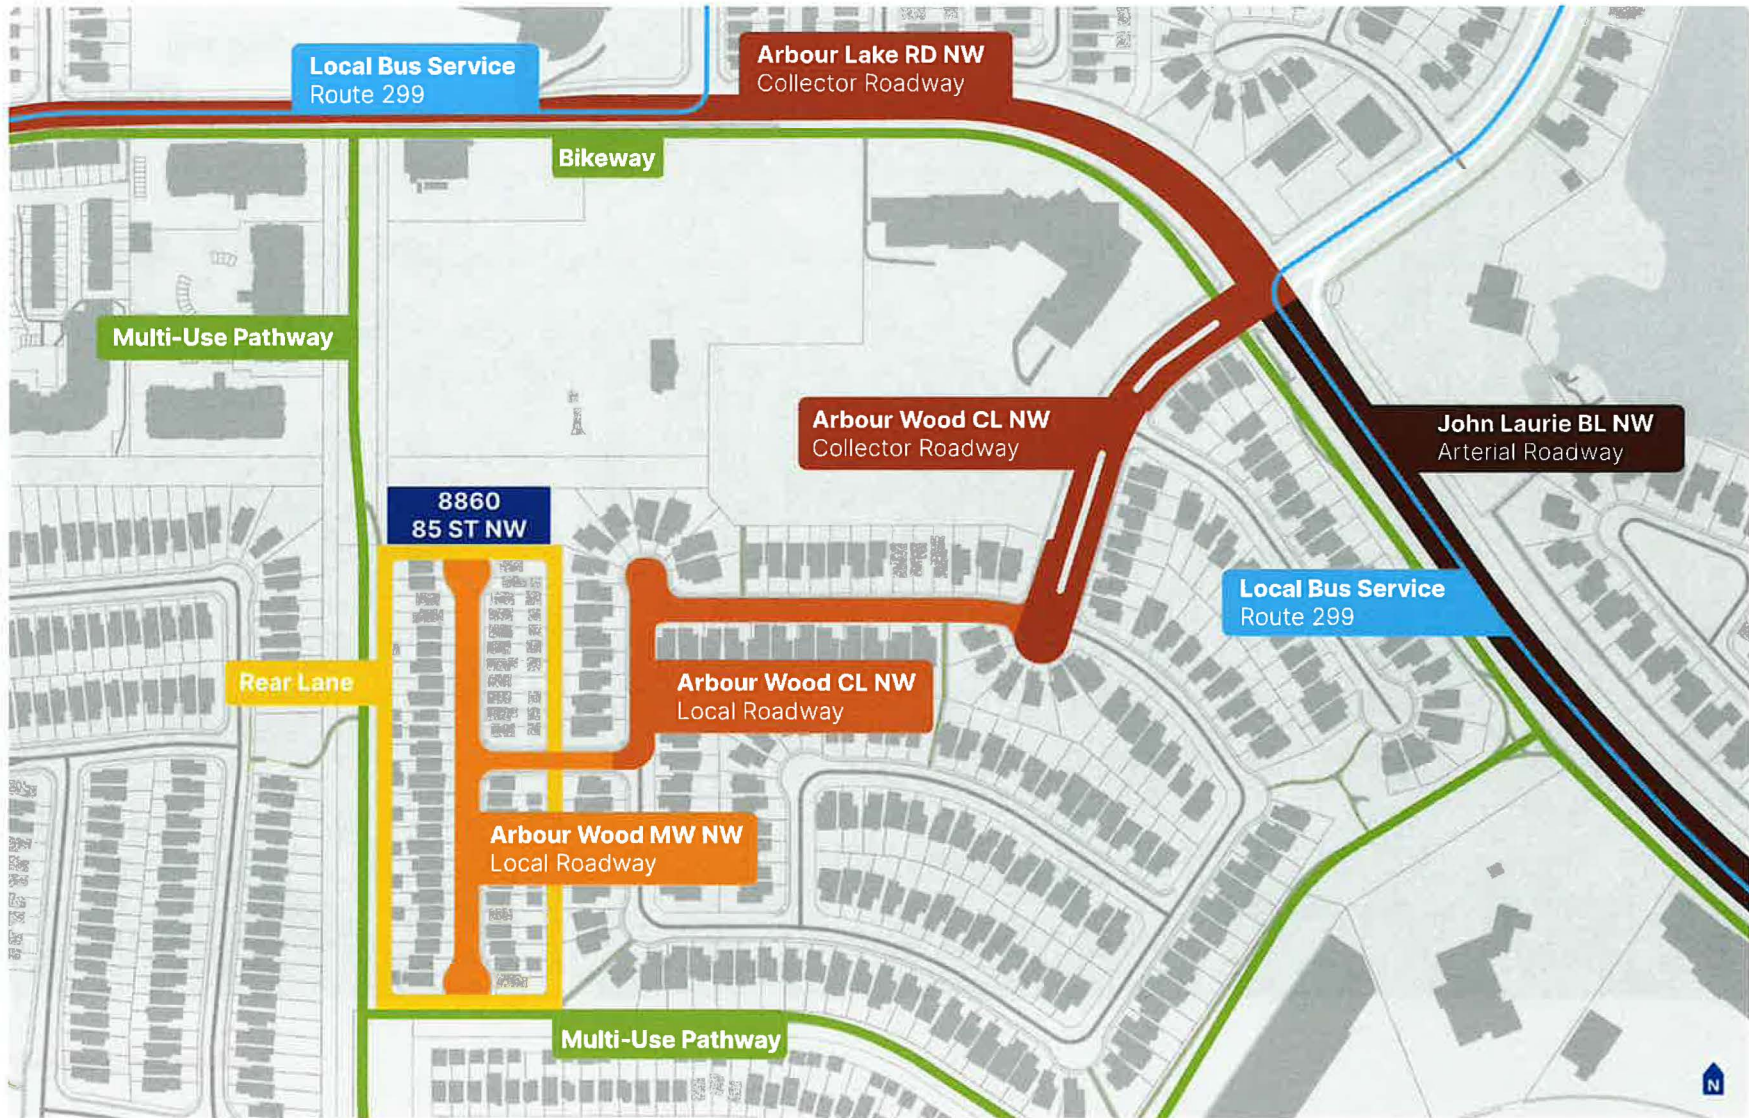 Local Bus Service
Route 299
Arbour Lake RD NW
Collector Roadway
Bikeway
Multi-Use Pathway
Arbour Wood CL NW
Collector Roadway
John Laurie BL NW
Arterial Roadway
8860
85 ST NW
Local Bus Service
Route 299
Rear Lane
Arbour Wood CL NW
Local Roadway
Arbour Wood MW NW
Local Roadway
Multi-Use Pathway
N